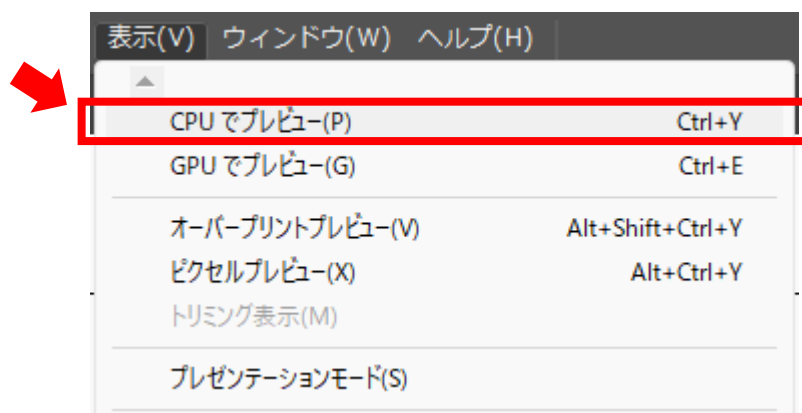 表示(V) ウィンドウ(W) ヘルプ(H)
CPU でプレビュー(P) Ctrl+Y
GPU でプレビュー(G) Ctrl+E
オーバープリントプレビュー(V) Alt+Shift+Ctrl+Y
ピクセルプレビュー(X) Alt+Ctrl+Y
トリミング表示(M)
プレゼンテーションモード(S)